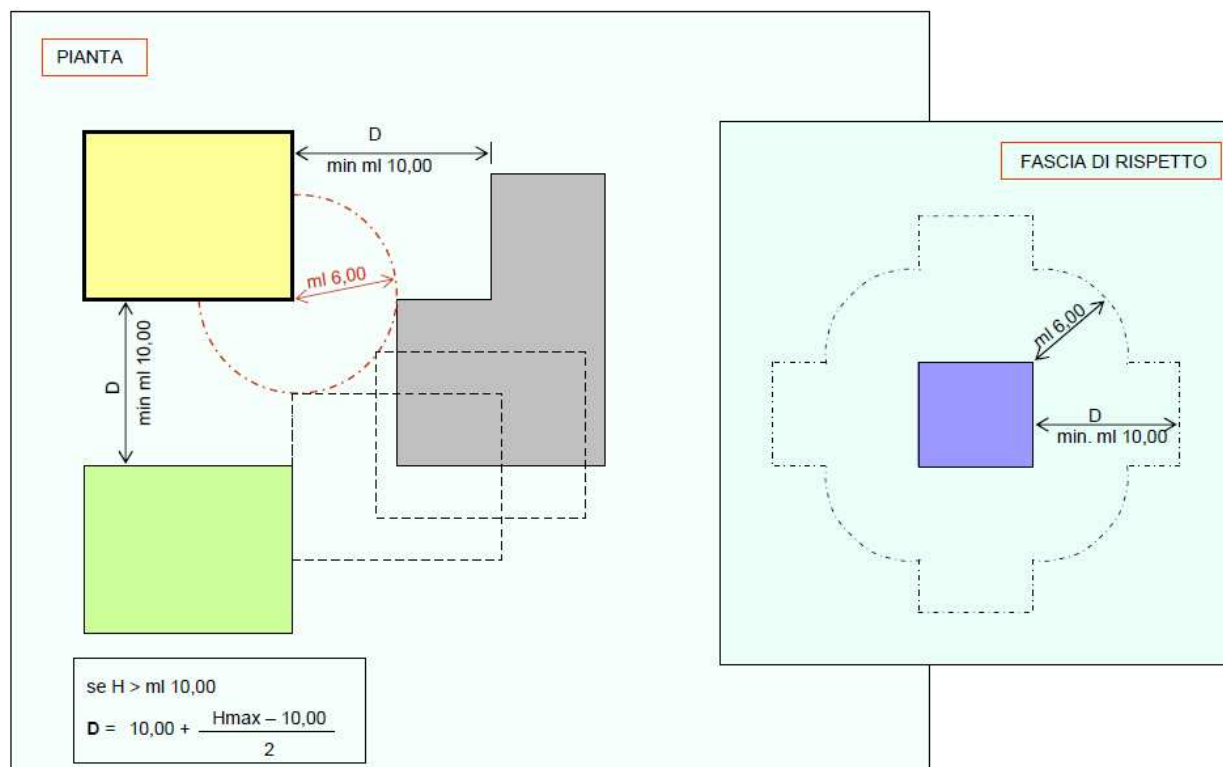 PIANTA
D
min ml 10,00
ml 6,00
D
min ml 10,00
se H > ml 10,00
D = 10,00 + Hmax – 10,00
2
FASCIA DI RISPETTO
ml 6,00
D
min. ml 10,00